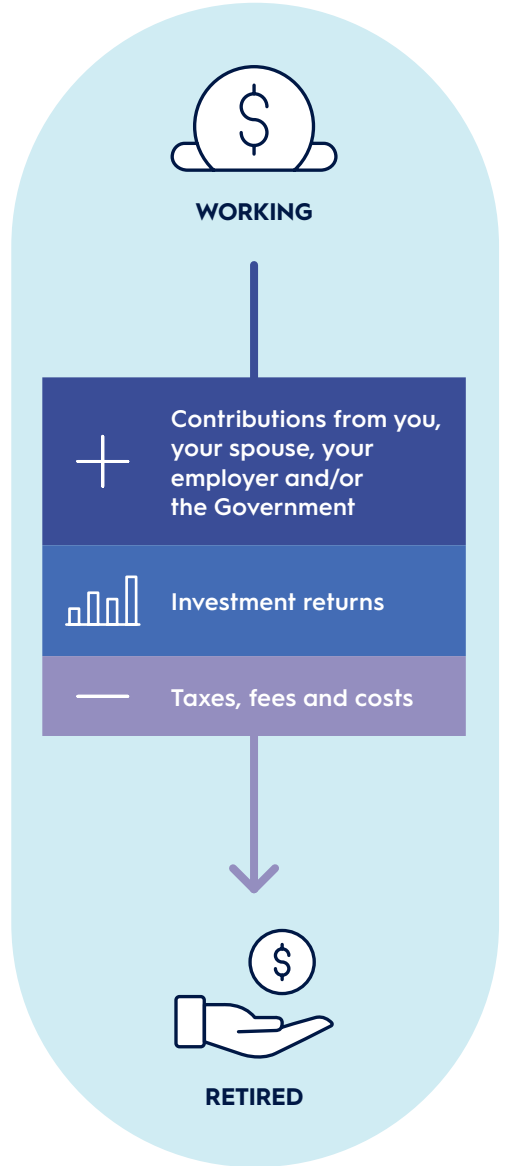 $
WORKING
Contributions from you,
your spouse, your
employer and/or
the Government
Investment returns
Taxes, fees and costs
$
RETIRED